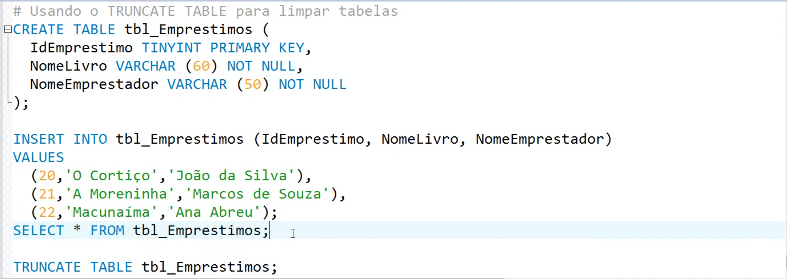 # Usando o TRUNCATE TABLE para limpar tabelas
CREATE TABLE tbl_Emprestimos (
IdEmprestimo TINYINT PRIMARY KEY,
NomeLivro VARCHAR (60) NOT NULL,
NomeEmprestador VARCHAR (50) NOT NULL
);
INSERT INTO tbl_Emprestimos (IdEmprestimo, NomeLivro, NomeEmprestador)
VALUES
(20,'O Cortiço','João da Silva'),
(21,'A Moreninha','Marcos de Souza'),
(22,'Macunaíma','Ana Abreu');
SELECT * FROM tbl_Emprestimos;
TRUNCATE TABLE tbl_Emprestimos;